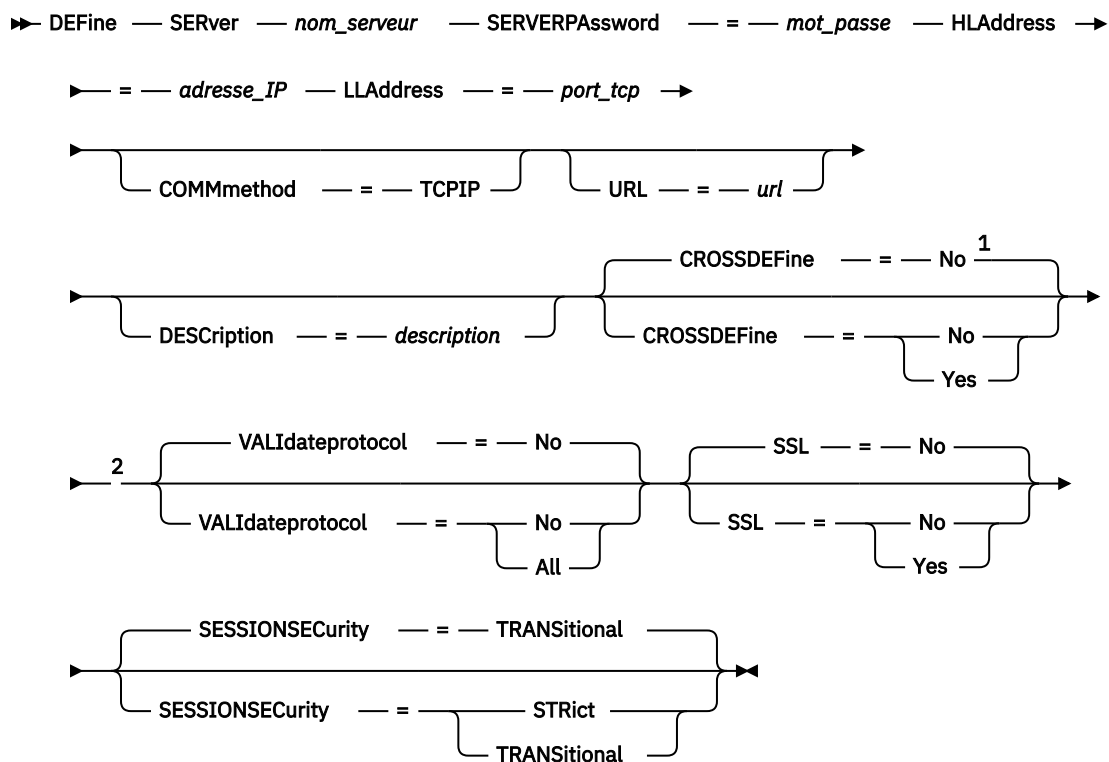 DEFine SERver nom_serveur SERVERPAssword = mot_passe HLAddress
= adresse_IP LLAddress = port_tcp
COMMmethod = TCPIP URL = url
CROSSDEFine = No 1
DESCription = description CROSSDEFine = No
Yes
2 VALIdateprotocol = No SSL = No
VALIdateprotocol = No SSL = No
All Yes
SESSIONSECurity = TRANSitional
SESSIONSECurity = STRict
TRANSitional